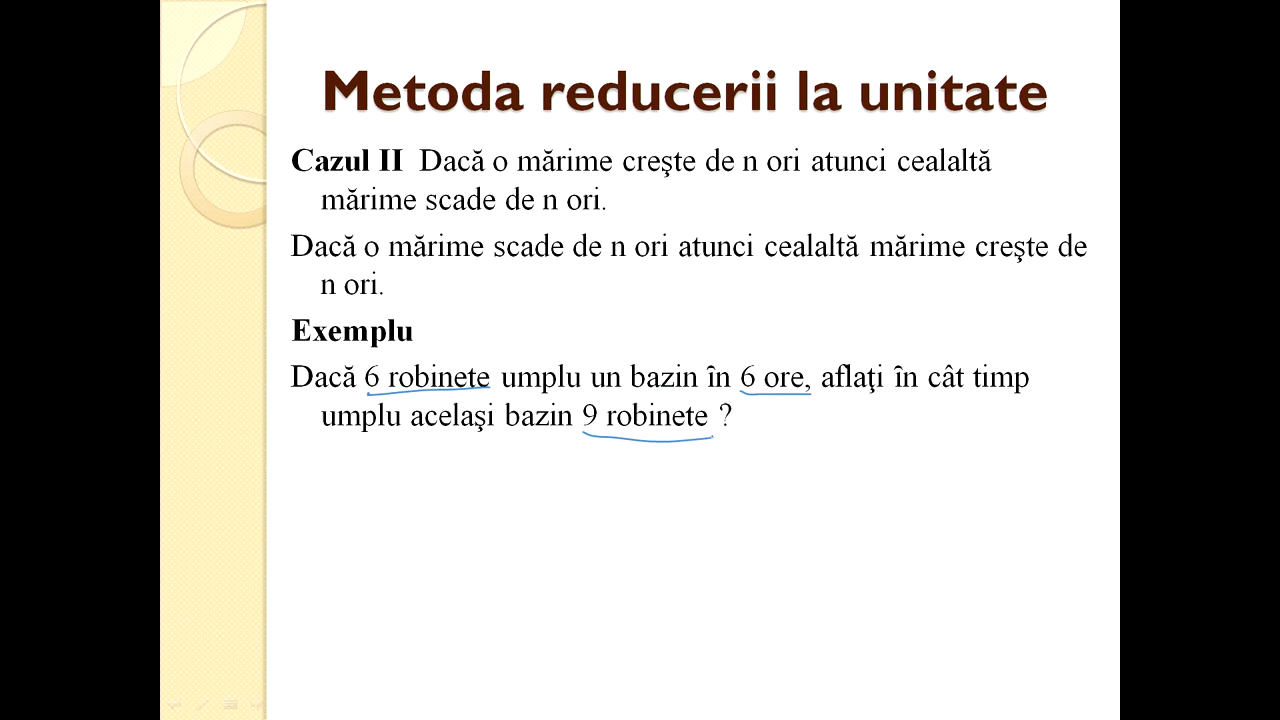 Metoda reducerii la unitate
Cazul II Dacă o mărime creşte de n ori atunci cealaltă
mărime scade de n ori.
Dacă o mărime scade de n ori atunci cealaltă mărime creşte de
n ori.
Exemplu
Dacă 6 robinete umplu un bazin în 6 ore, aflaţi în cât timp
umplu acelaşi bazin 9 robinete ?